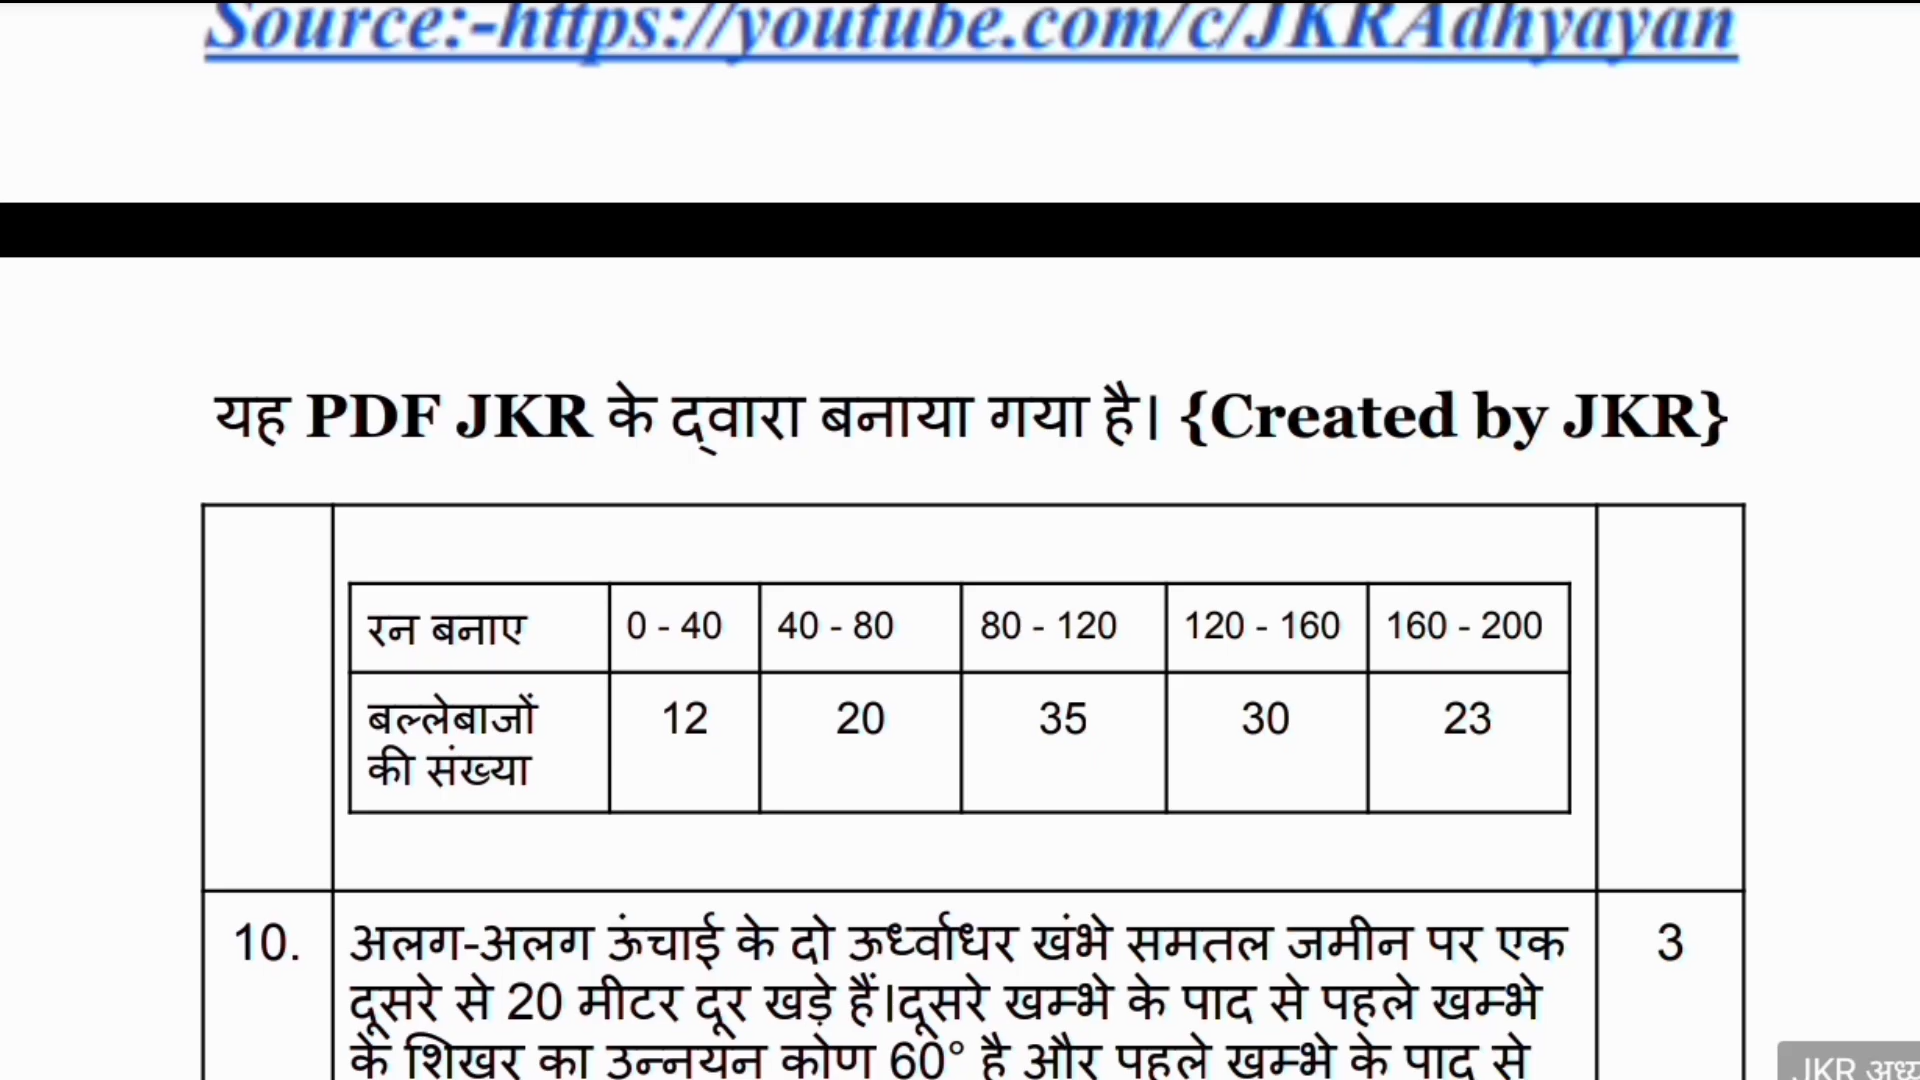 Source:-https://youtube.com/c/JKRAdhyayan
यह PDF JKR के द्वारा बनाया गया है। {Created by JKR}
रन बनाए 0 - 40 40 - 80 80 - 120 120 - 160 160 - 200
बल्लेबाजों 12 20 35 30 23
की संख्या
10. अलग-अलग ऊंचाई के दो ऊर्ध्वाधर खंभे समतल जमीन पर एक 3
दूसरे से 20 मीटर दूर खड़े हैं।दूसरे खम्भे के पाद से पहले खम्भे
के शिखर का उन्नयन कोण 60° है और पहले खम्भे के पाद से
JKR